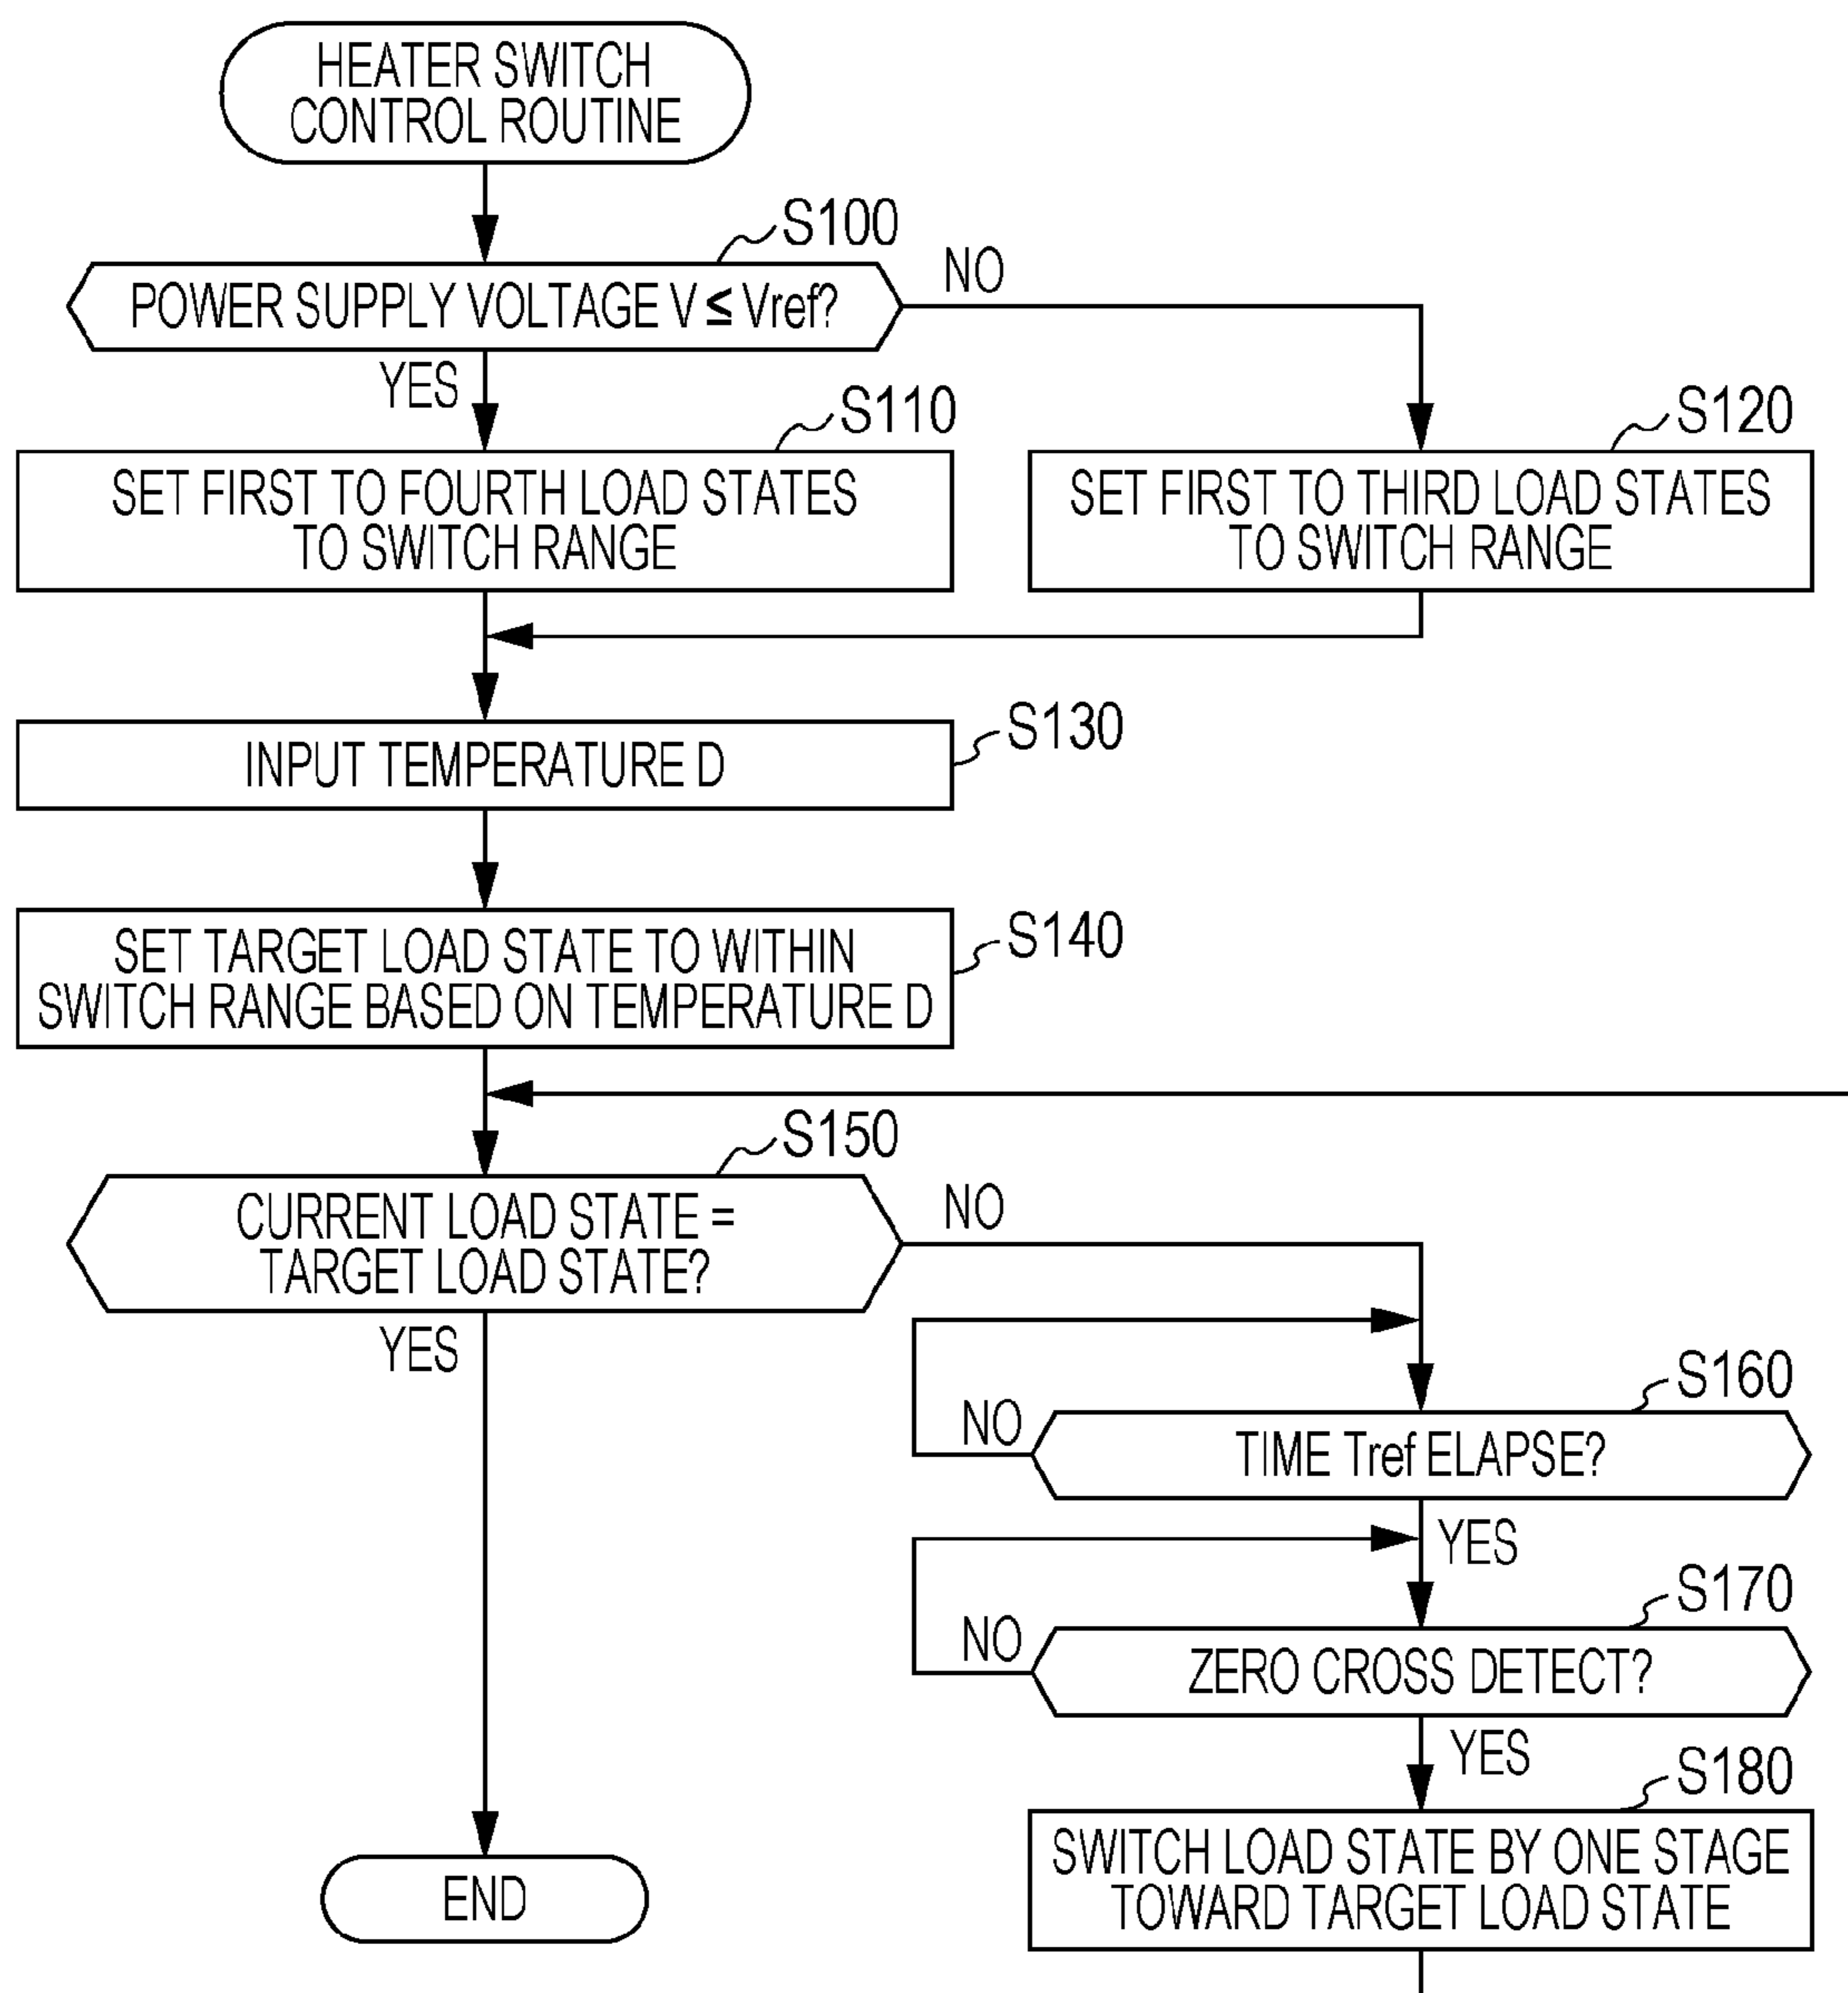 HEATER SWITCH
CONTROL ROUTINE
S100
POWER SUPPLY VOLTAGE V ≤ Vref?
NO
YES
S110
SET FIRST TO FOURTH LOAD STATES
TO SWITCH RANGE
S120
SET FIRST TO THIRD LOAD STATES
TO SWITCH RANGE
S130
INPUT TEMPERATURE D
S140
SET TARGET LOAD STATE TO WITHIN
SWITCH RANGE BASED ON TEMPERATURE D
S150
CURRENT LOAD STATE =
TARGET LOAD STATE?
NO
YES
S160
NO
TIME Tref ELAPSE?
YES
S170
NO
ZERO CROSS DETECT?
YES
S180
SWITCH LOAD STATE BY ONE STAGE
TOWARD TARGET LOAD STATE
END